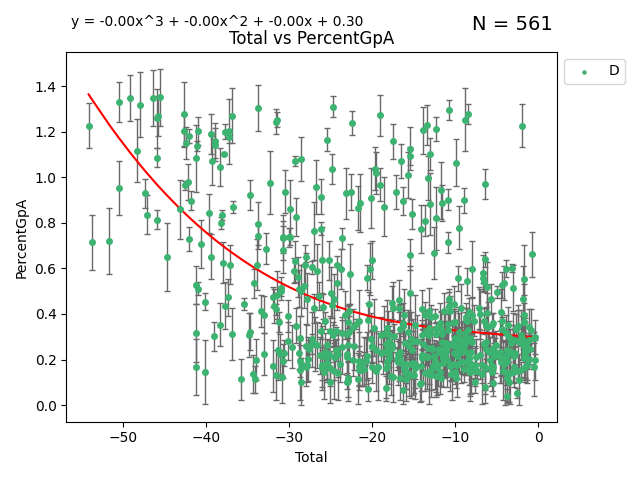 y = -0.00x^3 + -0.00x^2 + -0.00x + 0.30
N = 561
Total vs PercentGpA
D
PercentGpA
1.4
1.2
1.0
0.8
0.6
0.4
0.2
0.0
−50 −40 −30 −20 −10 0
Total